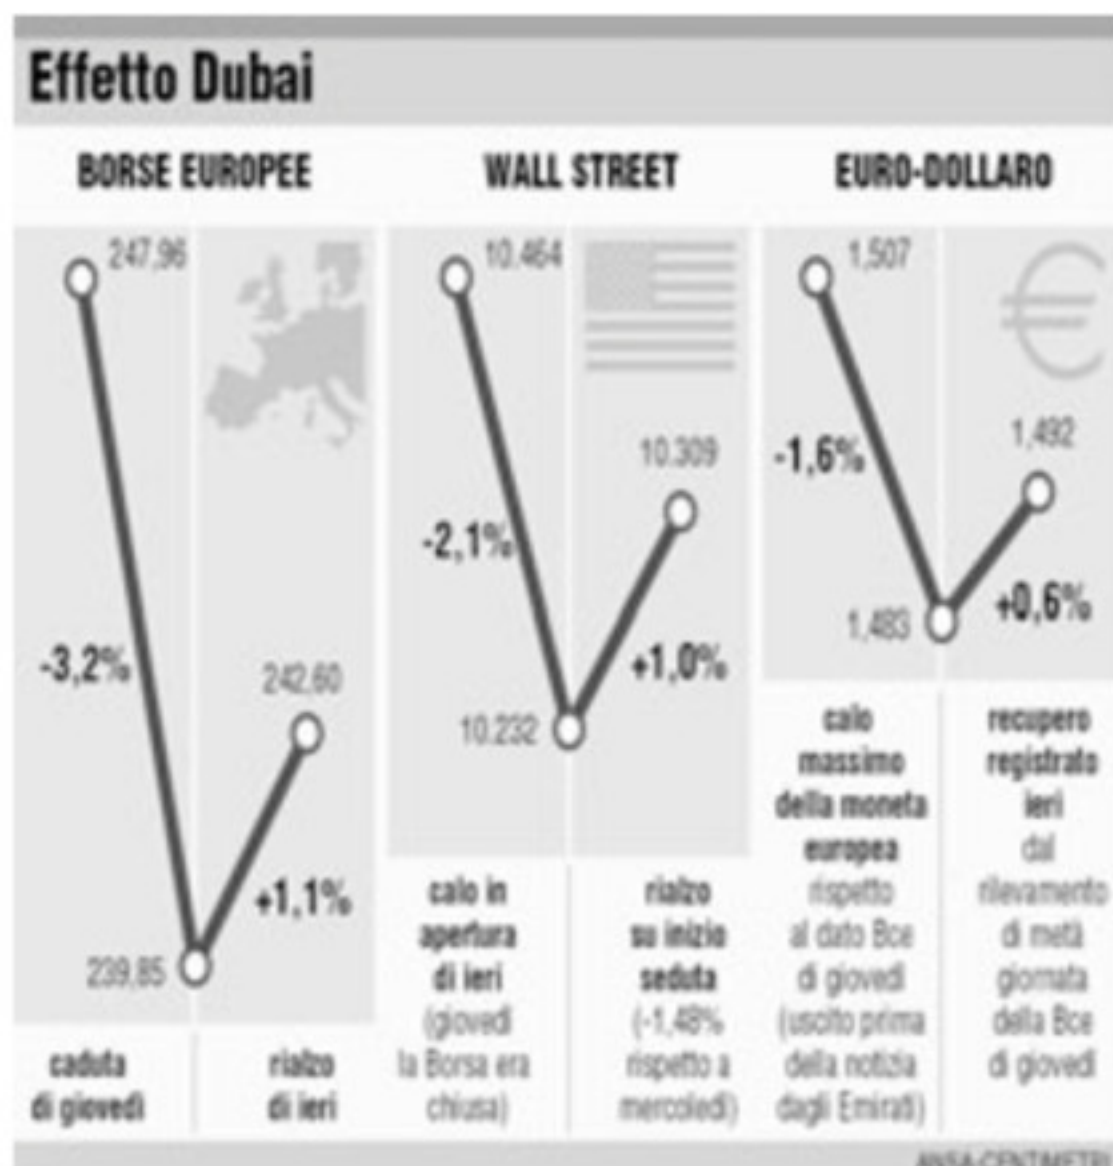 Effetto Dubai
BORSE EUROPEE
247,96
-3,2%
239,85
242,60
+1,1%
caduta
di giovedì
rialzo
di ieri
WALL STREET
10.464
-2,1%
10.232
10.309
+1,0%
calo in
apertura
di ieri
(giovedì
la Borsa era
chiusa)
rialzo
su inizio
seduta
(-1,48%
rispetto a
mercoledì)
EURO-DOLLARO
1,507
-1,6%
1,483
1,492
+0,6%
calo
massimo
della moneta
europea
rispetto
al dato Bce
di giovedì
(uscito prima
della notizia
dagli Emirati)
recupero
registrato
ieri
dal
rilevamento
di metà
giornata
della Bce
di giovedì
ANSA-CENTIMETRI